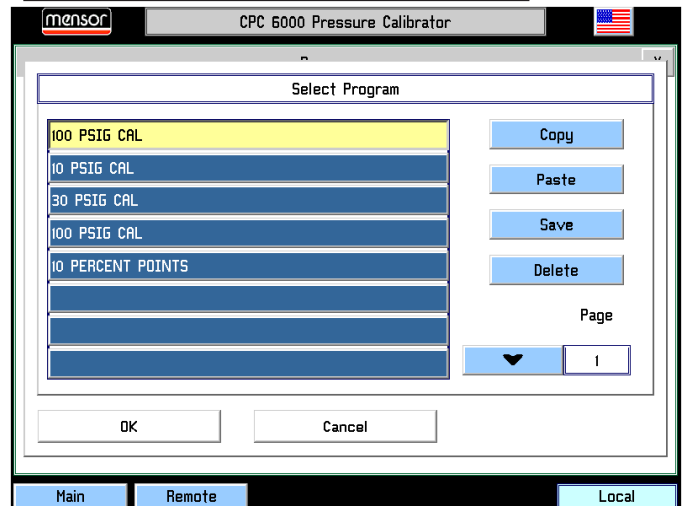 mensor
CPC 6000 Pressure Calibrator
Select Program
100 PSIG CAL
Copy
10 PSIG CAL
Paste
30 PSIG CAL
100 PSIG CAL
Save
10 PERCENT POINTS
Delete
Page
1
OK
Cancel
Main
Remote
Local